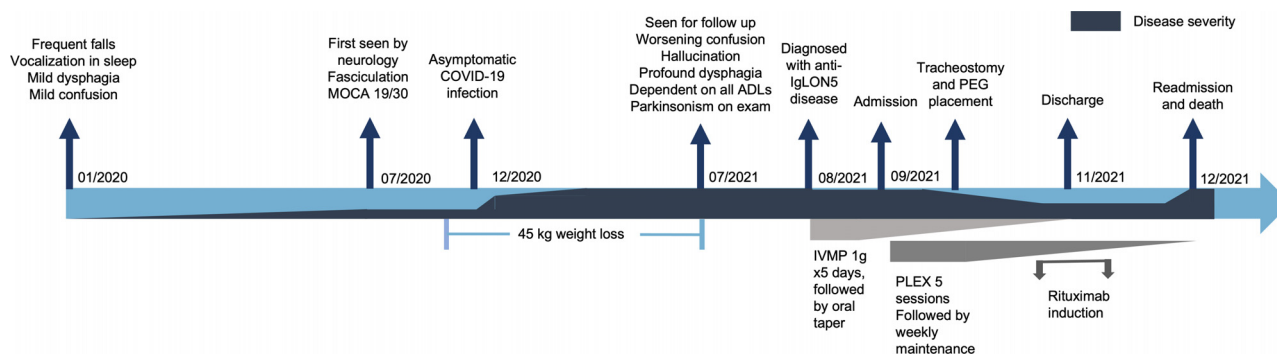 Disease severity
Frequent falls
Vocalization in sleep
Mild dysphagia
Mild confusion
First seen by
neurology
Fasciculation
MOCA 19/30
Asymptomatic
COVID-19
infection
Seen for follow up
Worsening confusion
Hallucination
Profound dysphagia
Dependent on all ADLs
Parkinsonism on exam
Diagnosed
with anti-
IgLON5
disease
Admission
Tracheostomy
and PEG
placement
Discharge
Readmission
and death
01/2020
07/2020
12/2020
07/2021
08/2021
09/2021
11/2021
12/2021
45 kg weight loss
IVMP 1g
x5 days,
followed
by oral
taper
PLEX 5
sessions
Followed by
weekly
maintenance
Rituximab
induction